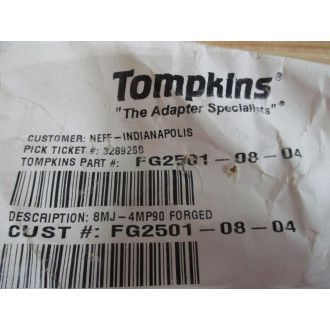 Tompkins®
"The Adapter Specialists"®
CUSTOMER: NEFF-INDIANAPOLIS
PICK TICKET #: 3289268
TOMPKINS PART #: FG2501-08-04
DESCRIPTION: 8MJ-4MP90 FORGED
CUST #: FG2501-08-04